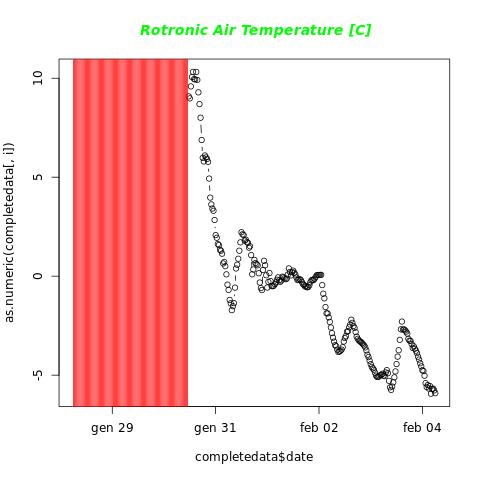 Rotronic Air Temperature [C]
as.numeric(completedata[, i])
10
5
0
-5
gen 29
gen 31
feb 02
feb 04
completedata$date